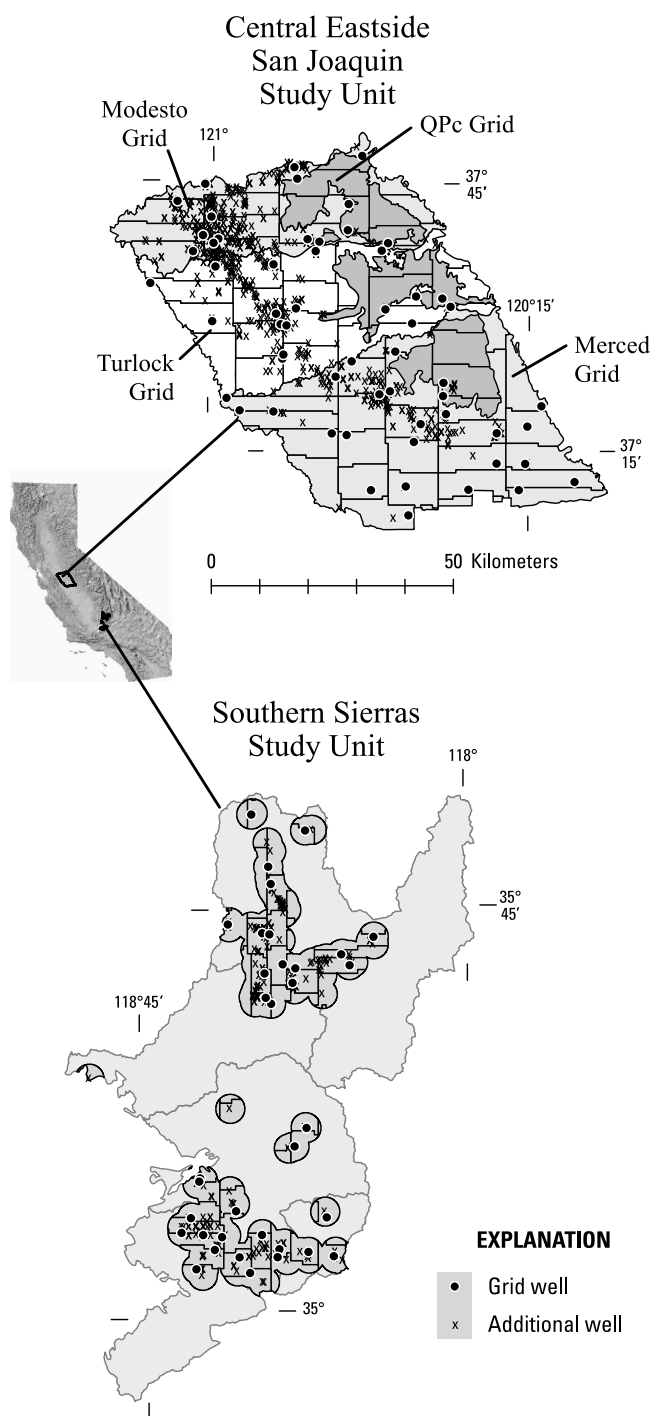 Central Eastside
San Joaquin
Study Unit
Modesto
Grid
121°
QPc Grid
37°
45′
120°15′
Turlock
Grid
Merced
Grid
37°
15′
0
50 Kilometers
Southern Sierras
Study Unit
118°
35°
45′
118°45′
35°
EXPLANATION
Grid well
x Additional well